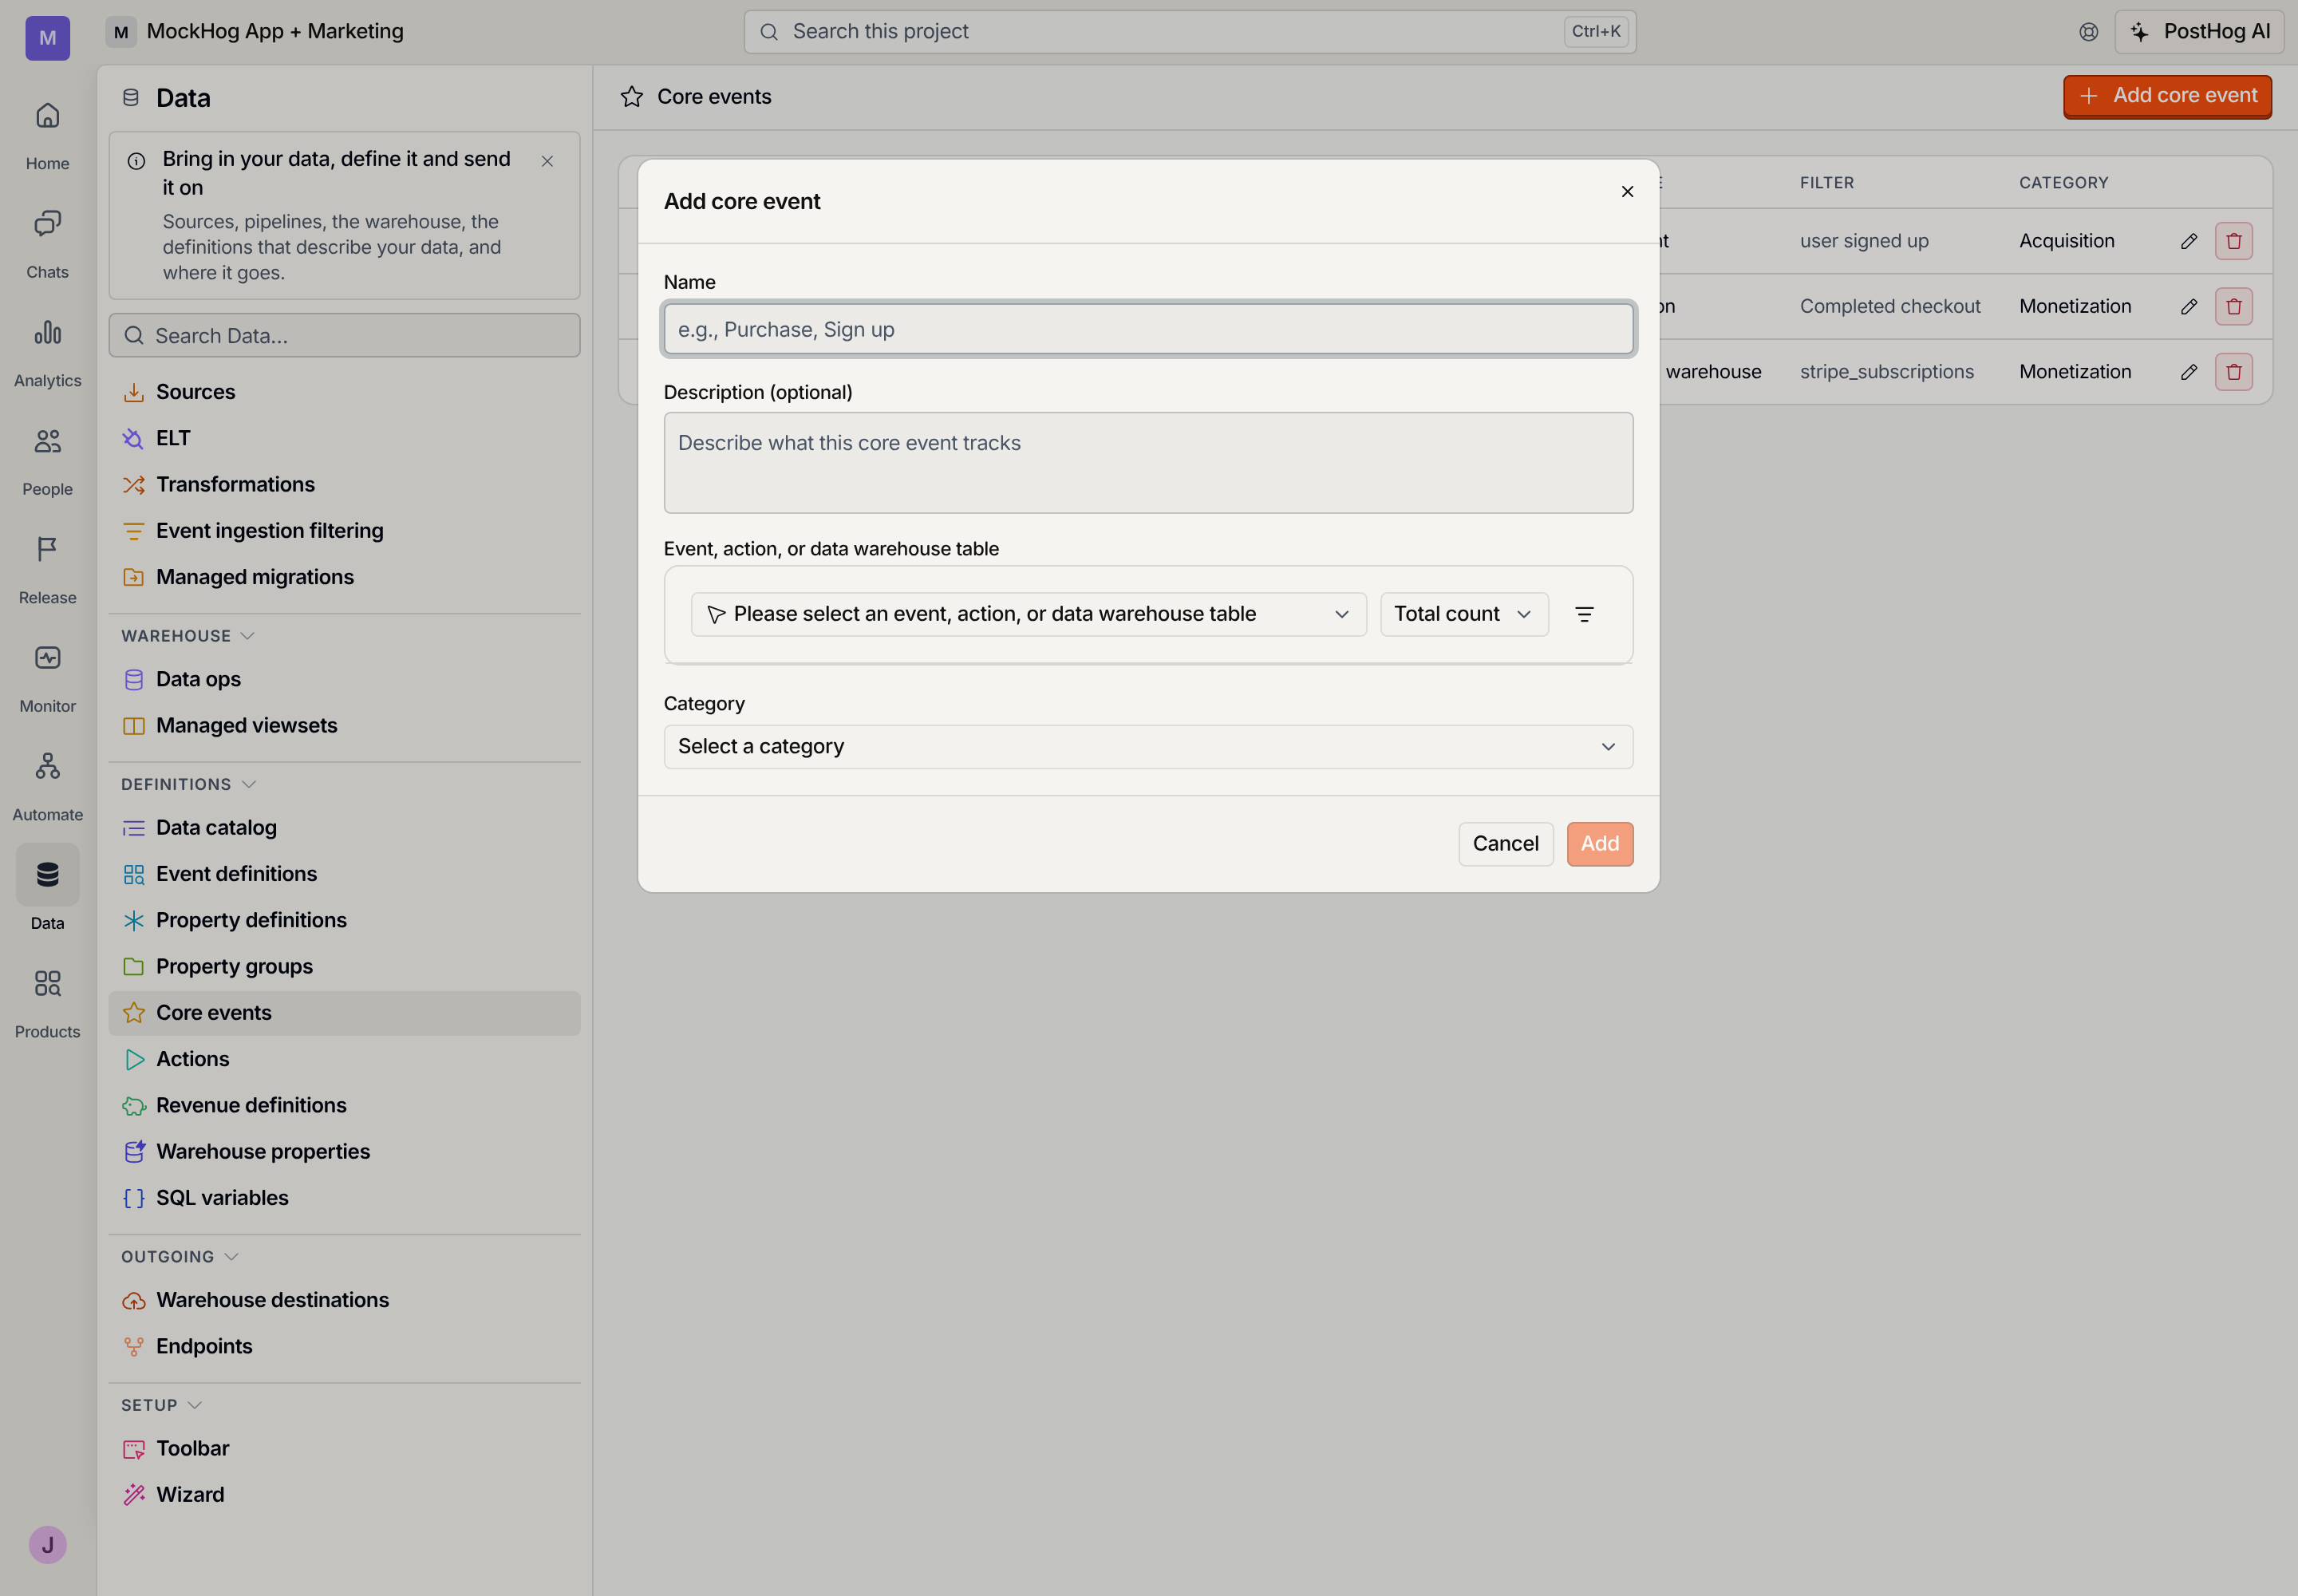 M
M MockHog App + Marketing
Search this project
Ctrl+K
PostHog AI
Home
Chats
Analytics
People
Release
Monitor
Automate
Data
Products
J
Data
Bring in your data, define it and send
it on
Sources, pipelines, the warehouse, the
definitions that describe your data, and
where it goes.
Search Data...
Sources
ELT
Transformations
Event ingestion filtering
Managed migrations
WAREHOUSE
Data ops
Managed viewsets
DEFINITIONS
Data catalog
Event definitions
Property definitions
Property groups
Core events
Actions
Revenue definitions
Warehouse properties
SQL variables
OUTGOING
Warehouse destinations
Endpoints
SETUP
Toolbar
Wizard
Core events
Add core event
FILTER CATEGORY
user signed up Acquisition
Completed checkout Monetization
warehouse stripe_subscriptions Monetization
Add core event
Name
e.g., Purchase, Sign up
Description (optional)
Describe what this core event tracks
Event, action, or data warehouse table
Please select an event, action, or data warehouse table
Total count
Category
Select a category
Cancel
Add